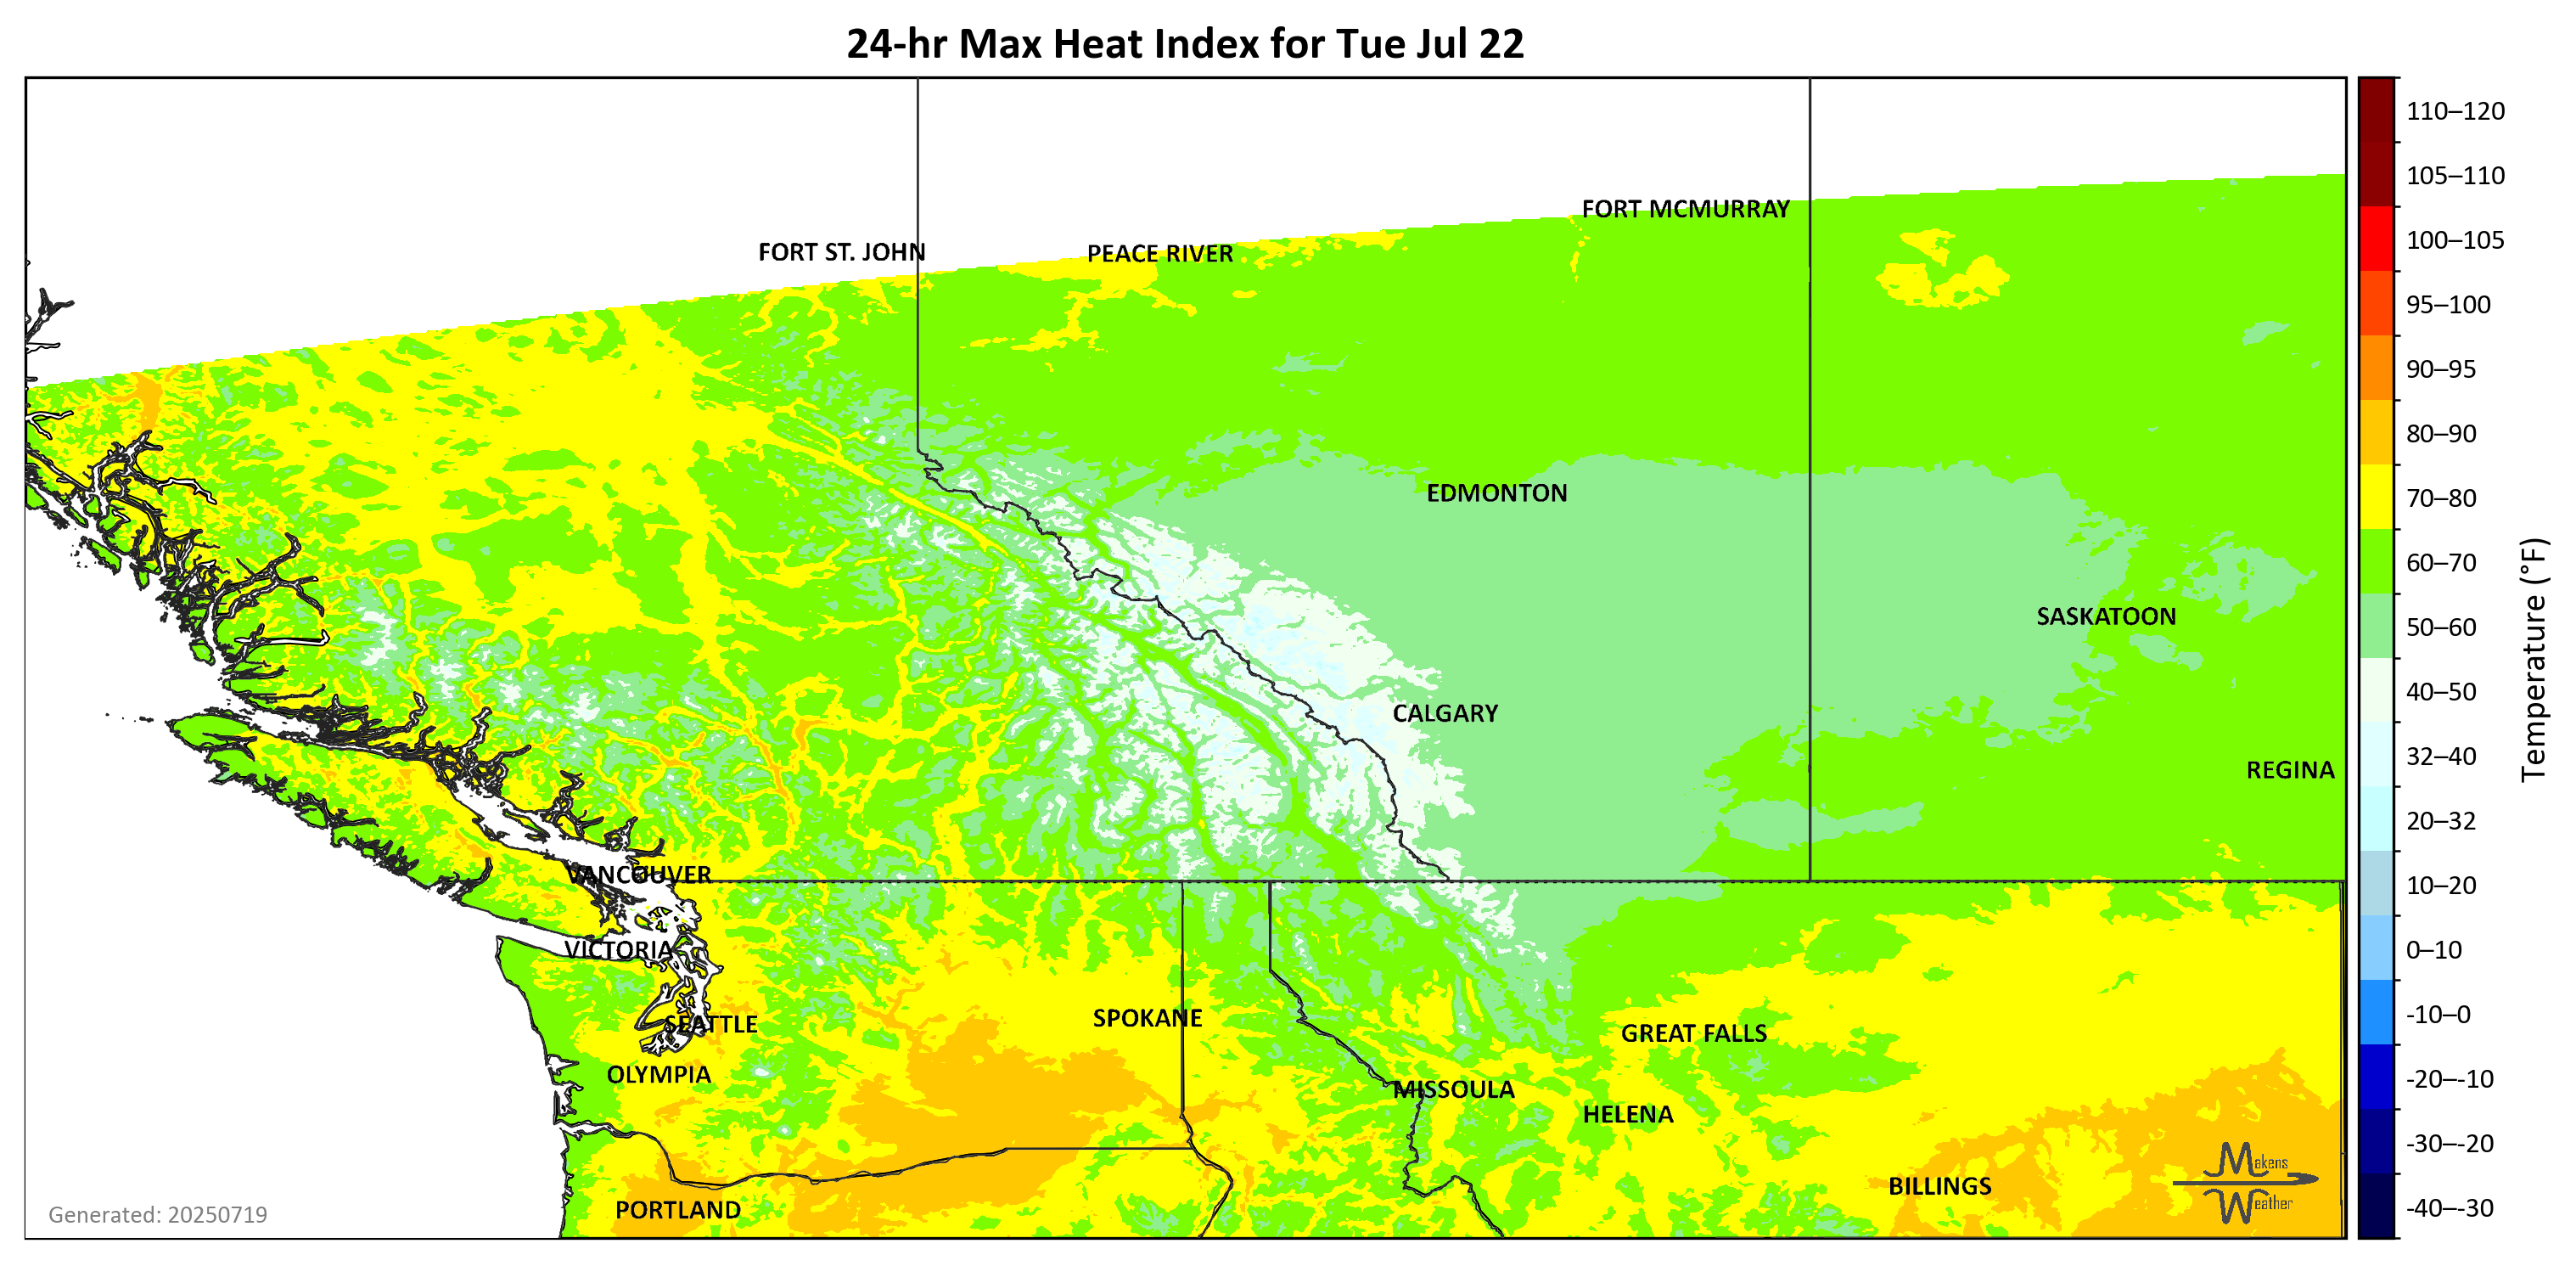 24-hr Max Heat Index for Tue Jul 22
110–120
105–110
FORT MCMURRAY
100–105
FORT ST. JOHN
PEACE RIVER
95–100
90–95
80–90
EDMONTON
70–80
60–70
SASKATOON
50–60
40–50
CALGARY
32–40
REGINA
Temperature (°F)
20–32
VANCOUVER
10–20
VICTORIA
0–10
SPOKANE
-10–0
SEATTLE
GREAT FALLS
OLYMPIA
-20–-10
MISSOULA
HELENA
-30–-20
Makens
Weather
BILLINGS
PORTLAND
-40–-30
Generated: 20250719